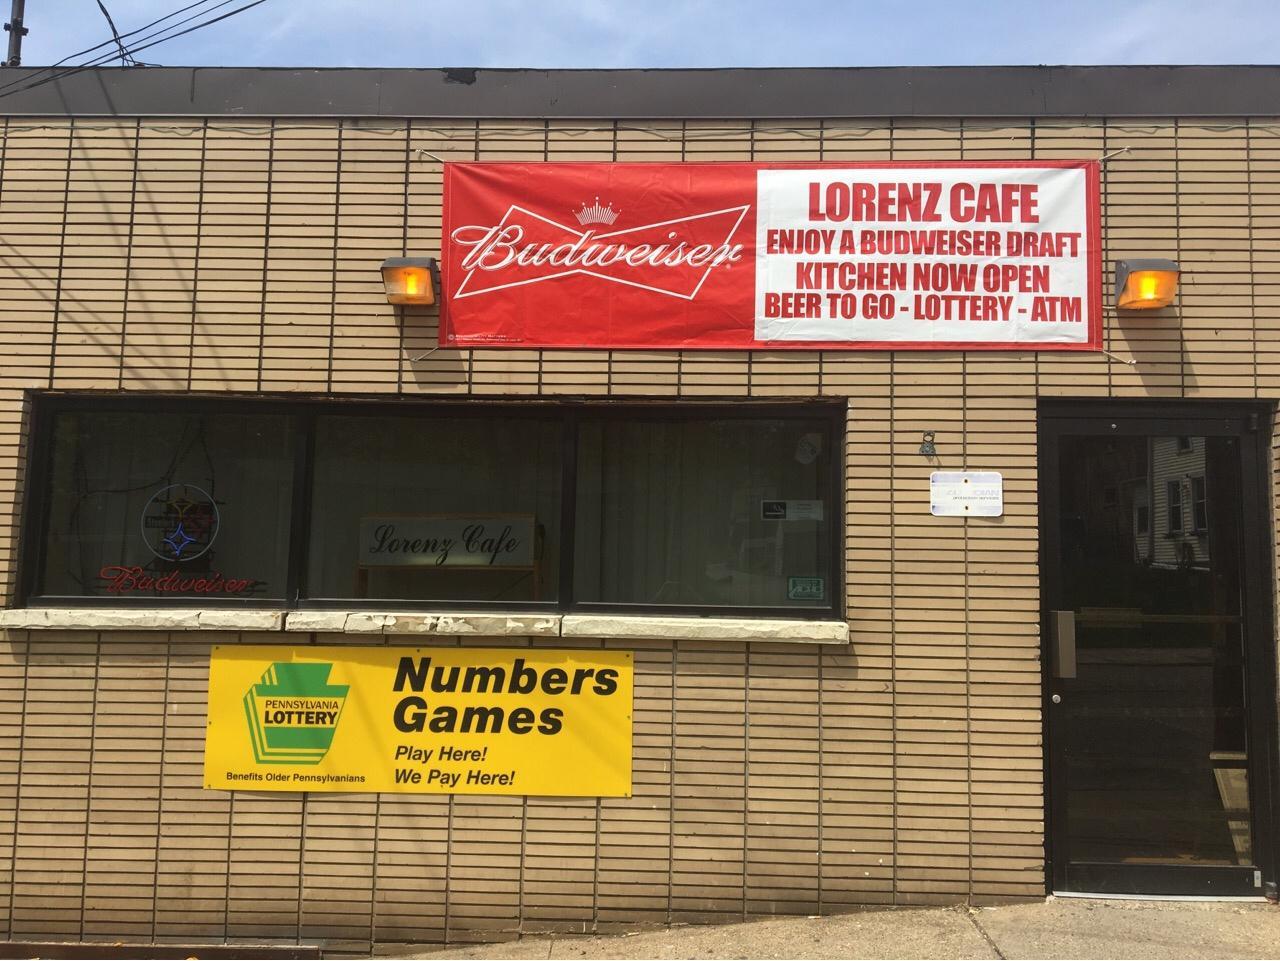 Budweiser
LORENZ CAFE
ENJOY A BUDWEISER DRAFT
KITCHEN NOW OPEN
BEER TO GO - LOTTERY - ATM
Lorenz Cafe
Budweiser
PENNSYLVANIA
LOTTERY
Benefits Older Pennsylvanians
Numbers
Games
Play Here!
We Pay Here!